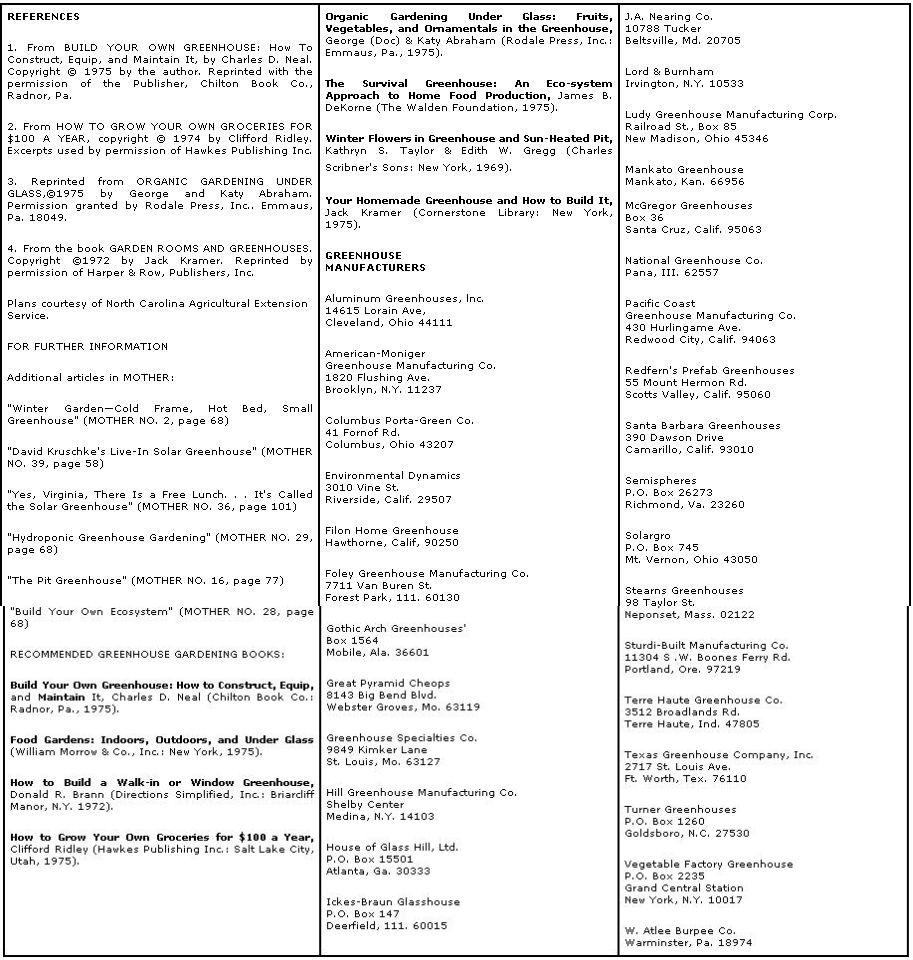 REFERENCES
1. From BUILD YOUR OWN GREENHOUSE: How To
Construct, Equip, and Maintain It, by Charles D. Neal.
Copyright © 1975 by the author. Reprinted with the
permission of the Publisher, Chilton Book Co.,
Radnor, Pa.
2. From HOW TO GROW YOUR OWN GROCERIES FOR
$100 A YEAR, copyright © 1974 by Clifford Ridley.
Excerpts used by permission of Hawkes Publishing Inc.
3. Reprinted from ORGANIC GARDENING UNDER
GLASS,©1975 by George and Katy Abraham.
Permission granted by Rodale Press, Inc.. Emmaus,
Pa. 18049.
4. From the book GARDEN ROOMS AND GREENHOUSES.
Copyright ©1972 by Jack Kramer. Reprinted by
permission of Harper & Row, Publishers, Inc.
Plans courtesy of North Carolina Agricultural Extension
Service.
FOR FURTHER INFORMATION
Additional articles in MOTHER:
"Winter Garden—Cold Frame, Hot Bed, Small
Greenhouse" (MOTHER NO. 2, page 68)
"David Kruschke's Live-In Solar Greenhouse" (MOTHER
NO. 39, page 58)
"Yes, Virginia, There Is a Free Lunch. . . It's Called
the Solar Greenhouse" (MOTHER NO. 36, page 101)
"Hydroponic Greenhouse Gardening" (MOTHER NO. 29,
page 68)
"The Pit Greenhouse" (MOTHER NO. 16, page 77)
"Build Your Own Ecosystem" (MOTHER NO. 28, page
68)
RECOMMENDED GREENHOUSE GARDENING BOOKS:
Build Your Own Greenhouse: How to Construct, Equip,
and Maintain It, Charles D. Neal (Chilton Book Co.:
Radnor, Pa., 1975).
Food Gardens: Indoors, Outdoors, and Under Glass
(William Morrow & Co., Inc.: New York, 1975).
How to Build a Walk-in or Window Greenhouse,
Donald R. Brann (Directions Simplified, Inc.: Briarcliff
Manor, N.Y. 1972).
How to Grow Your Own Groceries for $100 a Year,
Clifford Ridley (Hawkes Publishing Inc.: Salt Lake City,
Utah, 1975).
Organic Gardening Under Glass: Fruits,
Vegetables, and Ornamentals in the Greenhouse,
George (Doc) & Katy Abraham (Rodale Press, Inc.:
Emmaus, Pa., 1975).
The Survival Greenhouse: An Eco-system
Approach to Home Food Production, James B.
DeKorne (The Walden Foundation, 1975).
Winter Flowers in Greenhouse and Sun-Heated Pit,
Kathryn S. Taylor & Edith W. Gregg (Charles
Scribner's Sons: New York, 1969).
Your Homemade Greenhouse and How to Build It,
Jack Kramer (Cornerstone Library: New York,
1975).
GREENHOUSE
MANUFACTURERS
Aluminum Greenhouses, lnc.
14615 Lorain Ave,
Cleveland, Ohio 44111
American-Moniger
Greenhouse Manufacturing Co.
1820 Flushing Ave.
Brooklyn, N.Y. 11237
Columbus Porta-Green Co.
41 Fornof Rd.
Columbus, Ohio 43207
Environmental Dynamics
3010 Vine St.
Riverside, Calif. 29507
Filon Home Greenhouse
Hawthorne, Calif, 90250
Foley Greenhouse Manufacturing Co.
7711 Van Buren St.
Forest Park, 111. 60130
Gothic Arch Greenhouses'
Box 1564
Mobile, Ala. 36601
Great Pyramid Cheops
8143 Big Bend Blvd.
Webster Groves, Mo. 63119
Greenhouse Specialties Co.
9849 Kimker Lane
St. Louis, Mo. 63127
Hill Greenhouse Manufacturing Co.
Shelby Center
Medina, N.Y. 14103
House of Glass Hill, Ltd.
P.O. Box 15501
Atlanta, Ga. 30333
Ickes-Braun Glasshouse
P.O. Box 147
Deerfield, 111. 60015
J.A. Nearing Co.
10788 Tucker
Beltsville, Md. 20705
Lord & Burnham
Irvington, N.Y. 10533
Ludy Greenhouse Manufacturing Corp.
Railroad St., Box 85
New Madison, Ohio 45346
Mankato Greenhouse
Mankato, Kan. 66956
McGregor Greenhouses
Box 36
Santa Cruz, Calif. 95063
National Greenhouse Co.
Pana, III. 62557
Pacific Coast
Greenhouse Manufacturing Co.
430 Hurlingame Ave.
Redwood City, Calif. 94063
Redfern's Prefab Greenhouses
55 Mount Hermon Rd.
Scotts Valley, Calif. 95060
Santa Barbara Greenhouses
390 Dawson Drive
Camarillo, Calif. 93010
Semispheres
P.O. Box 26273
Richmond, Va. 23260
Solargro
P.O. Box 745
Mt. Vernon, Ohio 43050
Stearns Greenhouses
98 Taylor St.
Neponset, Mass. 02122
Sturdi-Built Manufacturing Co.
11304 S .W. Boones Ferry Rd.
Portland, Ore. 97219
Terre Haute Greenhouse Co.
3512 Broadlands Rd.
Terre Haute, Ind. 47805
Texas Greenhouse Company, Inc.
2717 St. Louis Ave.
Ft. Worth, Tex. 76110
Turner Greenhouses
P.O. Box 1260
Goldsboro, N.C. 27530
Vegetable Factory Greenhouse
P.O. Box 2235
Grand Central Station
New York, N.Y. 10017
W. Atlee Burpee Co.
Warminster, Pa. 18974